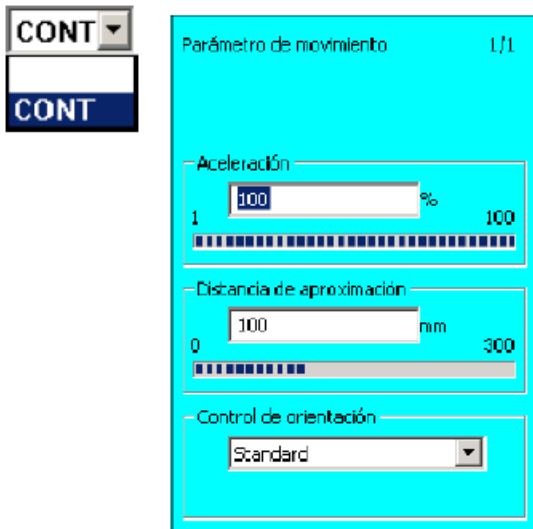 CONT
CONT
Parámetro de movimiento 1/1
Aceleración
100 %
1 100
Distancia de aproximación
100 mm
0 300
Control de orientación
Standard